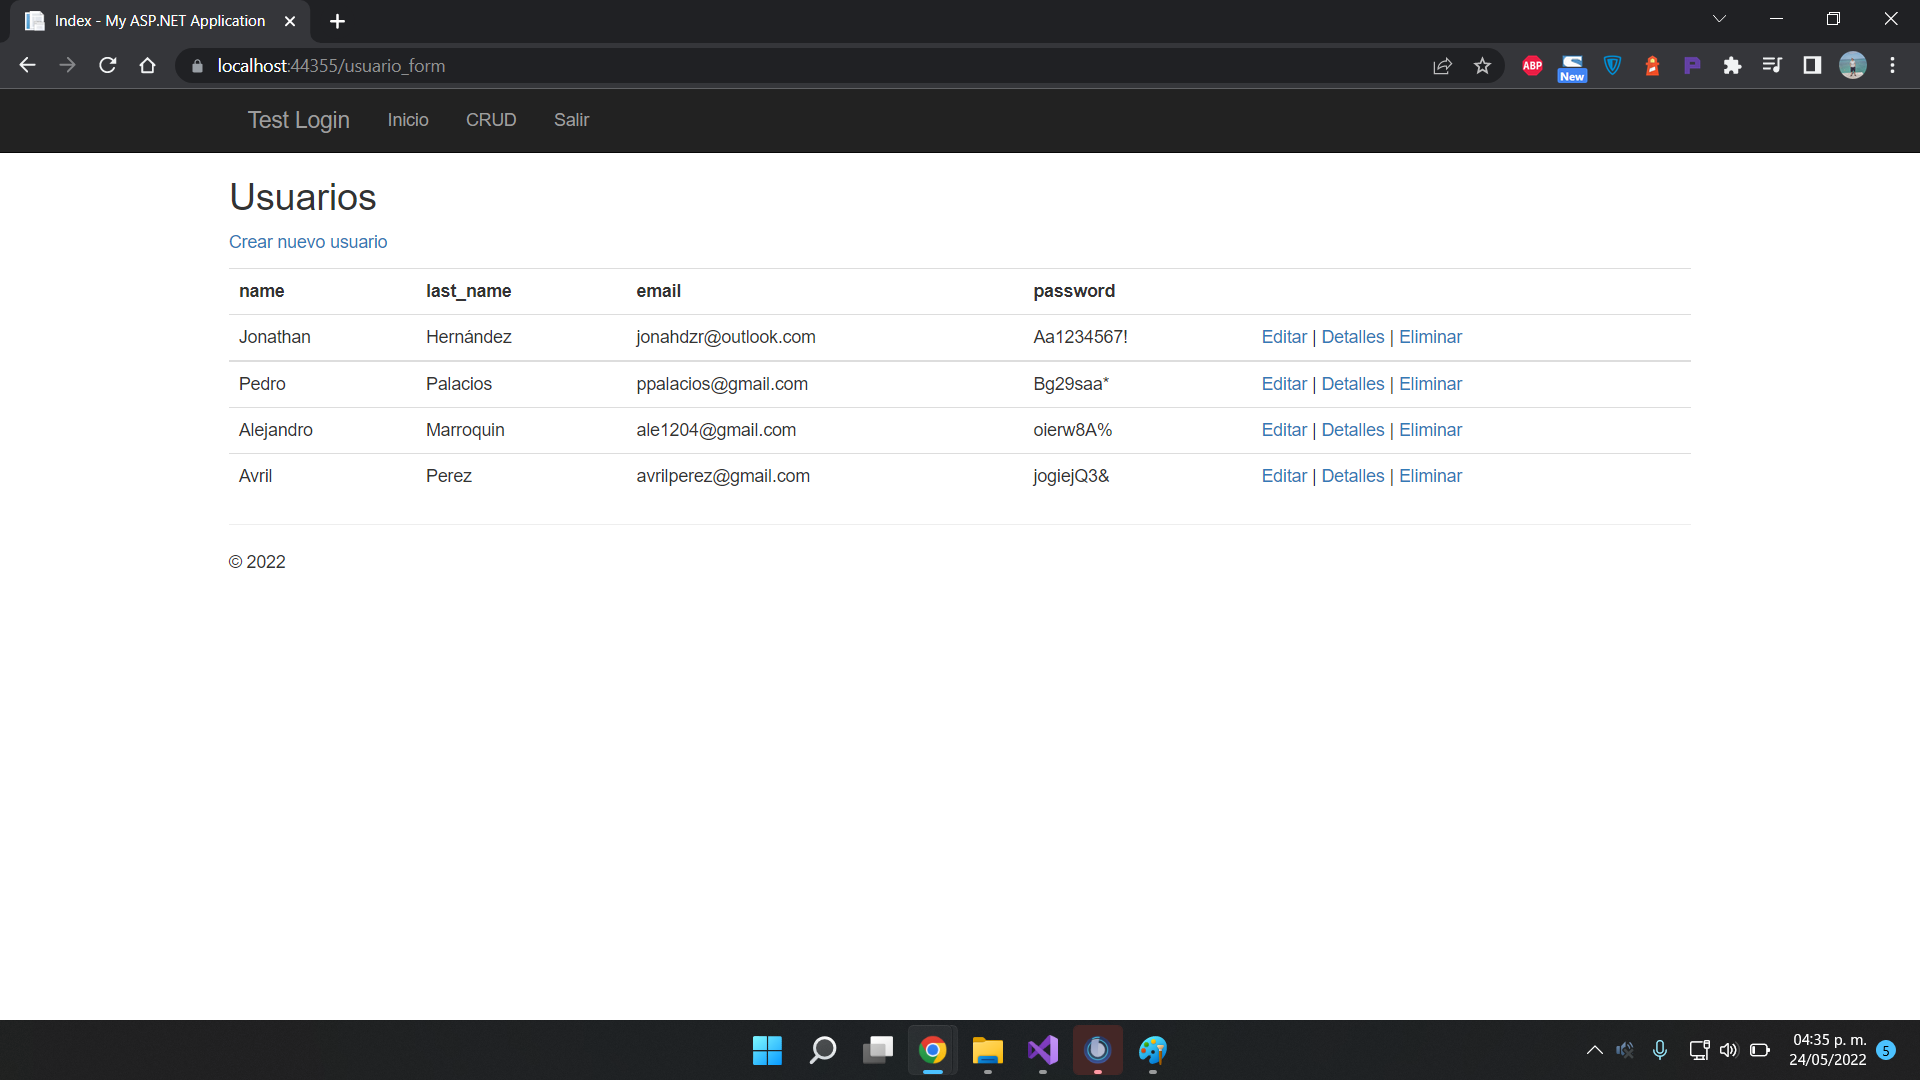 Index - My ASP.NET Application
localhost:44355/usuario_form
ABP
New
Test Login Inicio CRUD Salir
Usuarios
Crear nuevo usuario
name last_name email password
Jonathan Hernández jonahdzr@outlook.com Aa1234567! Editar | Detalles | Eliminar
Pedro Palacios ppalacios@gmail.com Bg29saa* Editar | Detalles | Eliminar
Alejandro Marroquin ale1204@gmail.com oierw8A% Editar | Detalles | Eliminar
Avril Perez avrilperez@gmail.com jogiejQ3& Editar | Detalles | Eliminar
© 2022
04:35 p. m.
24/05/2022
5